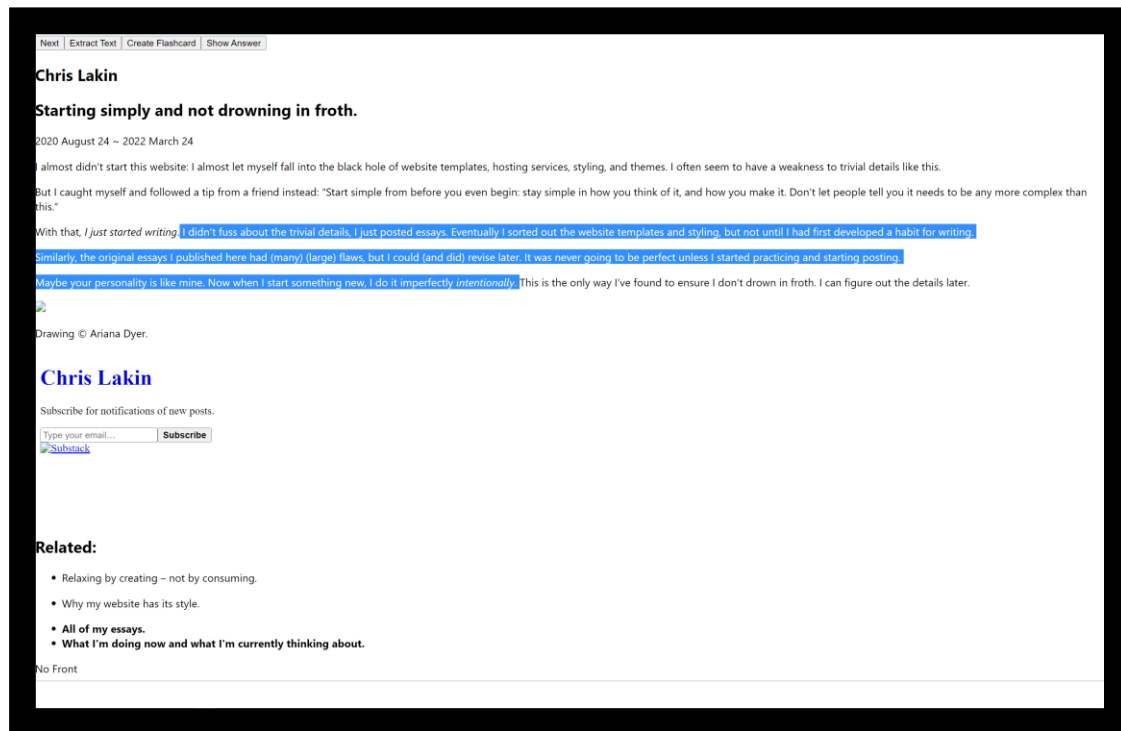 Next Extract Text Create Flashcard Show Answer
Chris Lakin
Starting simply and not drowning in froth.
2020 August 24 ~ 2022 March 24
I almost didn't start this website: I almost let myself fall into the black hole of website templates, hosting services, styling, and themes. I often seem to have a weakness to trivial details like this.
But I caught myself and followed a tip from a friend instead: "Start simple from before you even begin: stay simple in how you think of it, and how you make it. Don't let people tell you it needs to be any more complex than
this."
With that, I just started writing. I didn't fuss about the trivial details, I just posted essays. Eventually I sorted out the website templates and styling, but not until I had first developed a habit for writing.
Similarly, the original essays I published here had (many) (large) flaws, but I could (and did) revise later. It was never going to be perfect unless I started practicing and starting posting.
Maybe your personality is like mine. Now when I start something new, I do it imperfectly intentionally. This is the only way I've found to ensure I don't drown in froth. I can figure out the details later.
Drawing © Ariana Dyer.
Chris Lakin
Subscribe for notifications of new posts.
Type your email... Subscribe
Substack
Related:
• Relaxing by creating – not by consuming.
• Why my website has its style.
• All of my essays.
• What I'm doing now and what I'm currently thinking about.
No Front